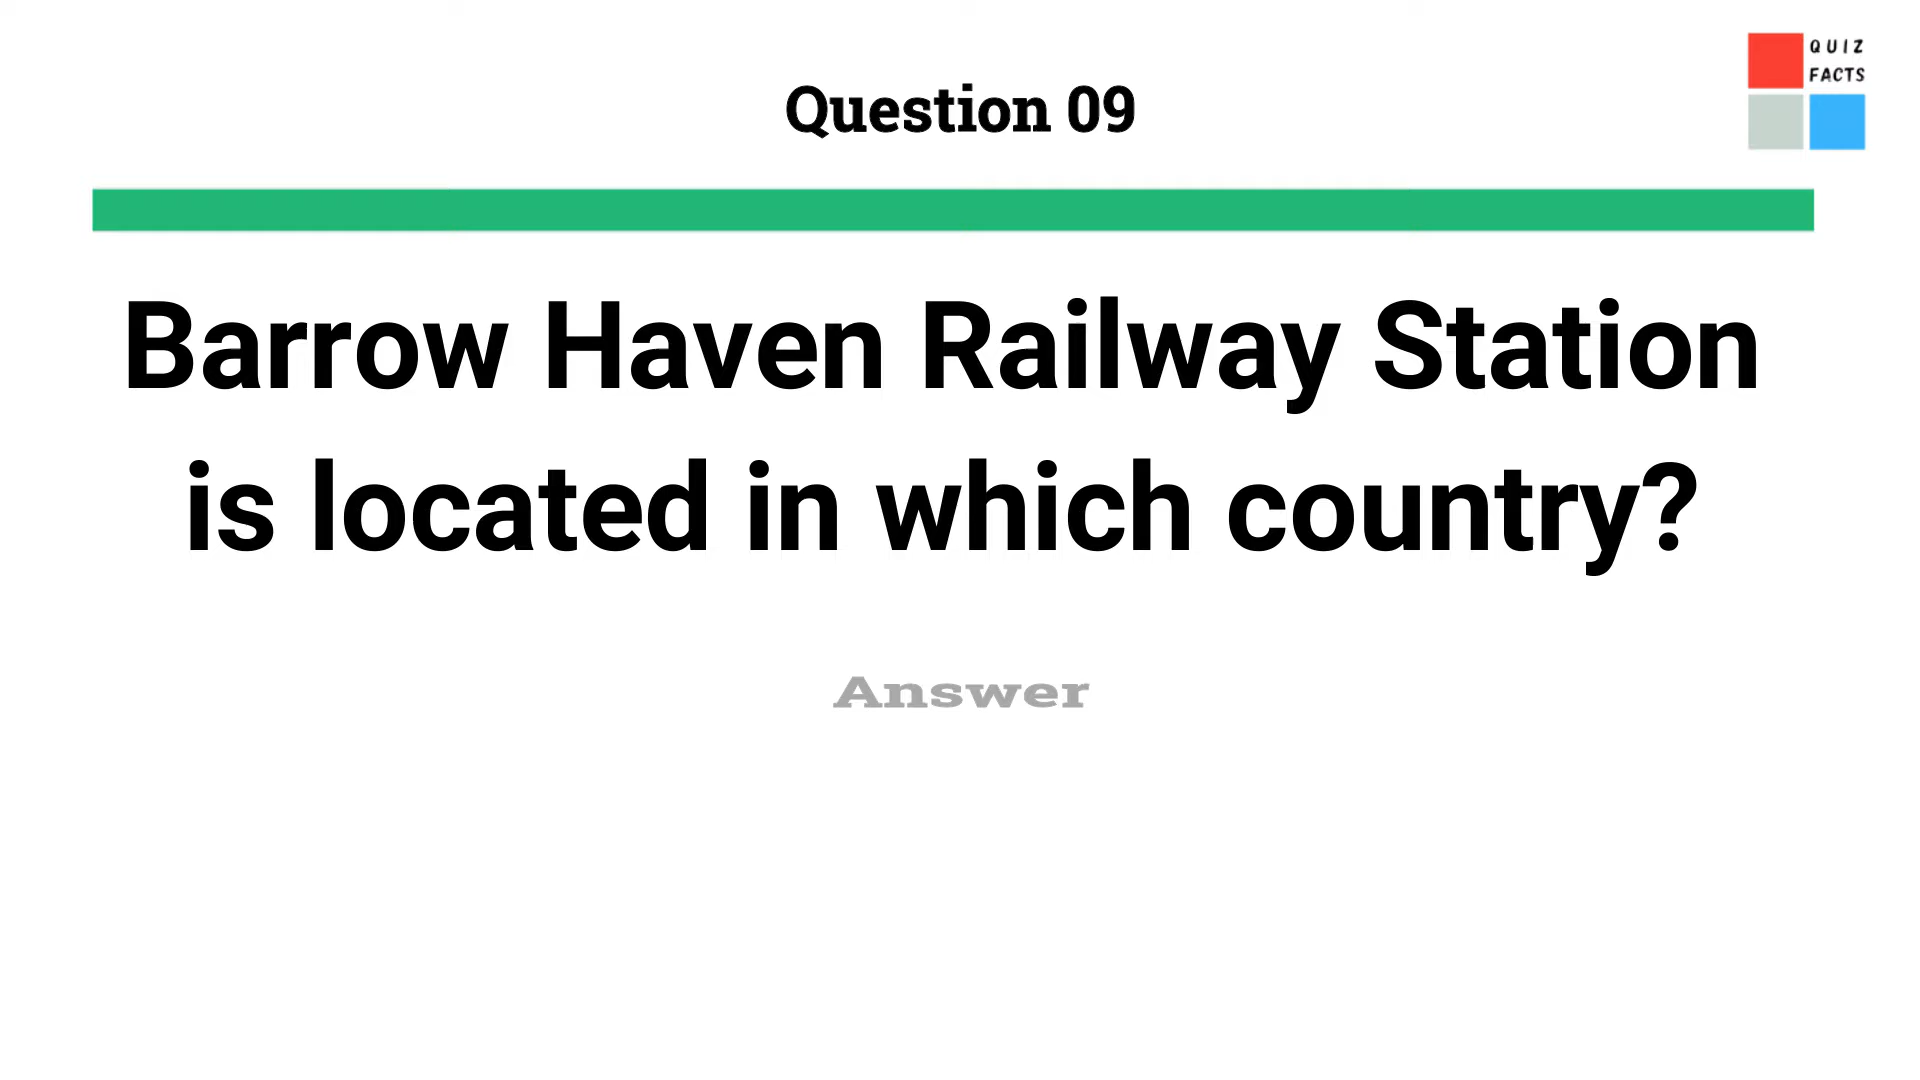 QUIZ
FACTS
Question 09
Barrow Haven Railway Station
is located in which country?
Answer